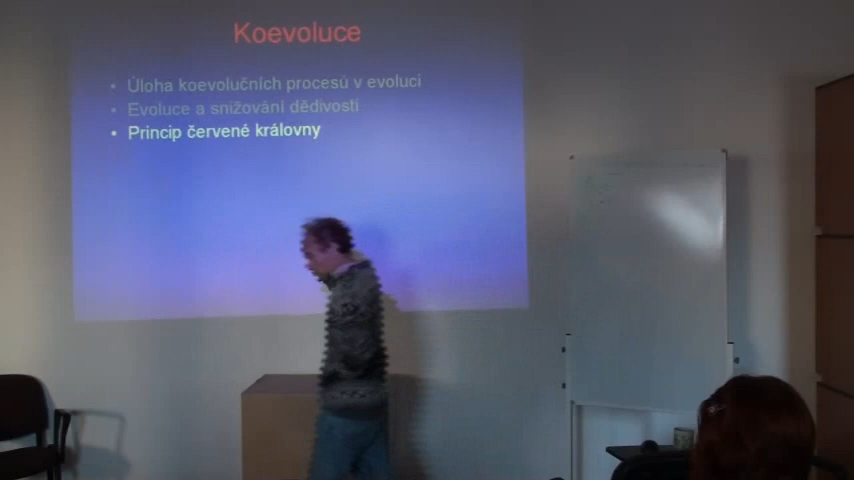 Koevoluce
• Úloha koevolučních procesů v evoluci
• Evoluce a snižování dědivosti
• Princip červené královny